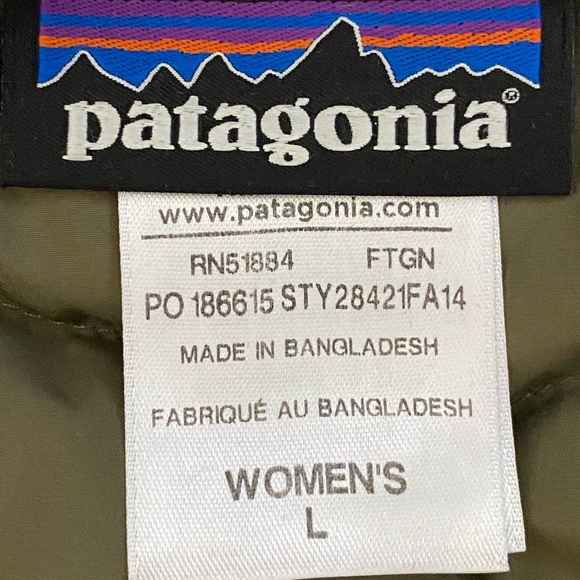 patagonia®
www.patagonia.com
RN51884 FTGN
PO 186615 STY28421FA14
MADE IN BANGLADESH
FABRIQUÉ AU BANGLADESH
WOMEN'S
L